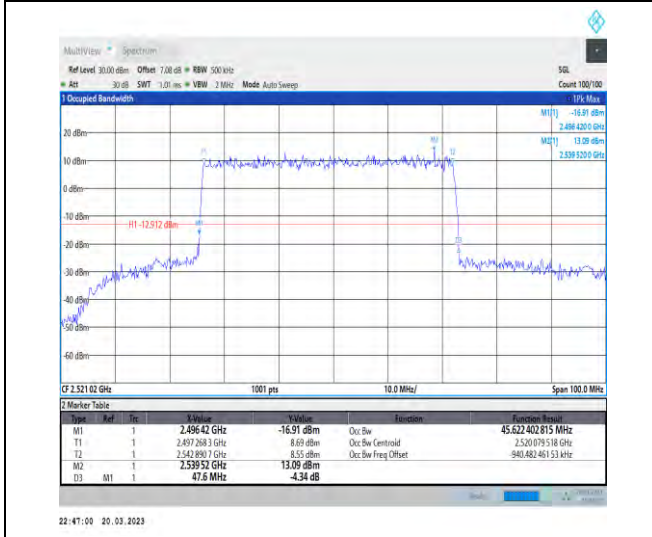 MultiView Spectrum
Ref Level 30.00 dBm Offset 7.08 dB RBW 500 kHz SGL
Att 30 dB SWT 1.01 ms VBW 2 MHz Mode Auto Sweep Count 100/100
1 Occupied Bandwidth 1Pk Max
M1[1] -16.91 dBm
2.496 420 0 GHz
M2[1] 13.09 dBm
2.539 520 0 GHz
20 dBm
M2
T1 T2
10 dBm
0 dBm
-10 dBm
H1 -12.912 dBm
M1
-20 dBm
D3
-30 dBm
-40 dBm
-50 dBm
-60 dBm
CF 2.521 02 GHz 1001 pts 10.0 MHz/ Span 100.0 MHz
2 Marker Table
Type Ref Trc X-Value Y-Value Function Function Result
M1 1 2.496 42 GHz -16.91 dBm Occ Bw 45.622 402 815 MHz
T1 1 2.497 268 3 GHz 8.69 dBm Occ Bw Centroid 2.520 079 518 GHz
T2 1 2.542 890 7 GHz 8.55 dBm Occ Bw Freq Offset -940.482 461 53 kHz
M2 1 2.539 52 GHz 13.09 dBm
D3 M1 1 47.6 MHz -4.34 dB
22:47:00 20.03.2023